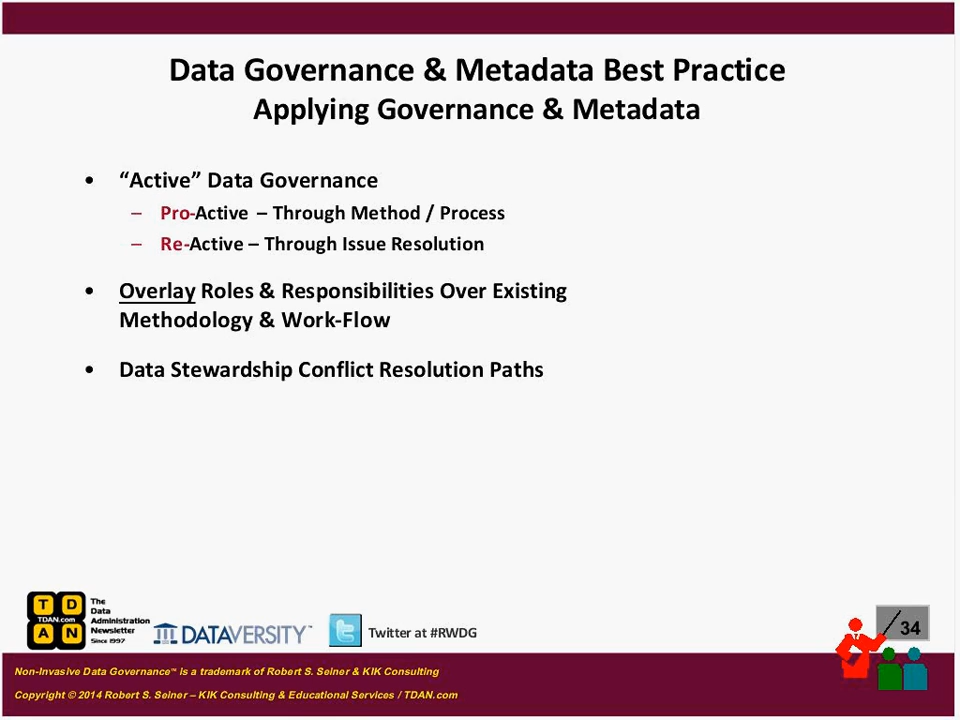 Data Governance & Metadata Best Practice
Applying Governance & Metadata
• “Active” Data Governance
– Pro-Active – Through Method / Process
– Re-Active – Through Issue Resolution
• Overlay Roles & Responsibilities Over Existing
Methodology & Work-Flow
• Data Stewardship Conflict Resolution Paths
T D
TDAN.com
A N
The
Data
Administration
Newsletter
Since 1997
DATAVERSITY™
Twitter at #RWDG
34
Non-Invasive Data Governance™ is a trademark of Robert S. Seiner & KIK Consulting
Copyright © 2014 Robert S. Seiner – KIK Consulting & Educational Services / TDAN.com